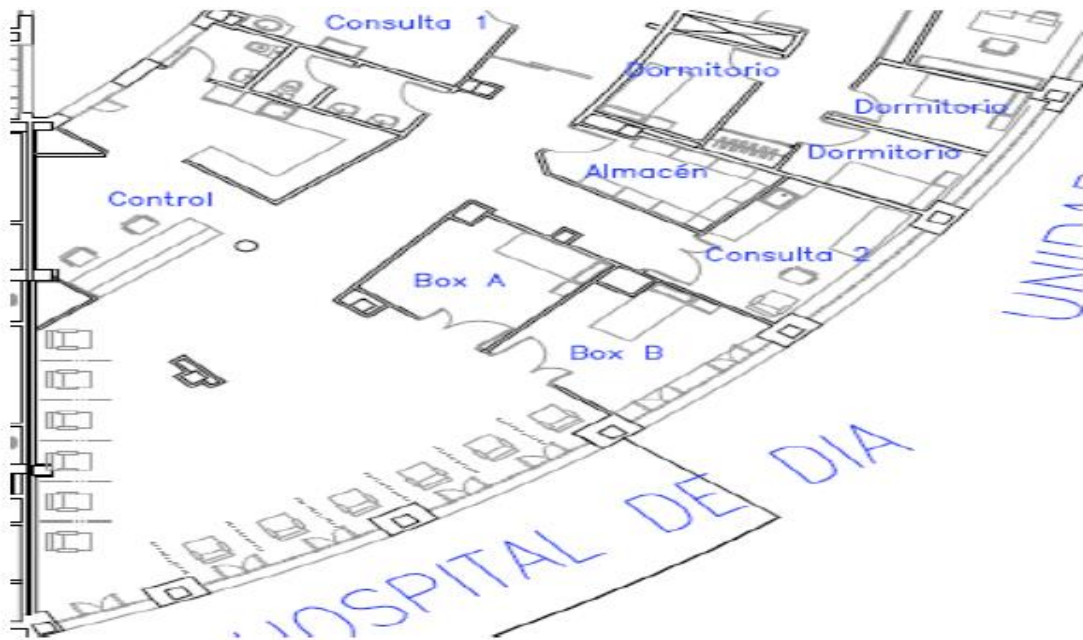 Consulta 1
Dormitorio
Dormitorio
Dormitorio
Almacén
Control
Consulta 2
Box A
Box B
HOSPITAL DE DIA